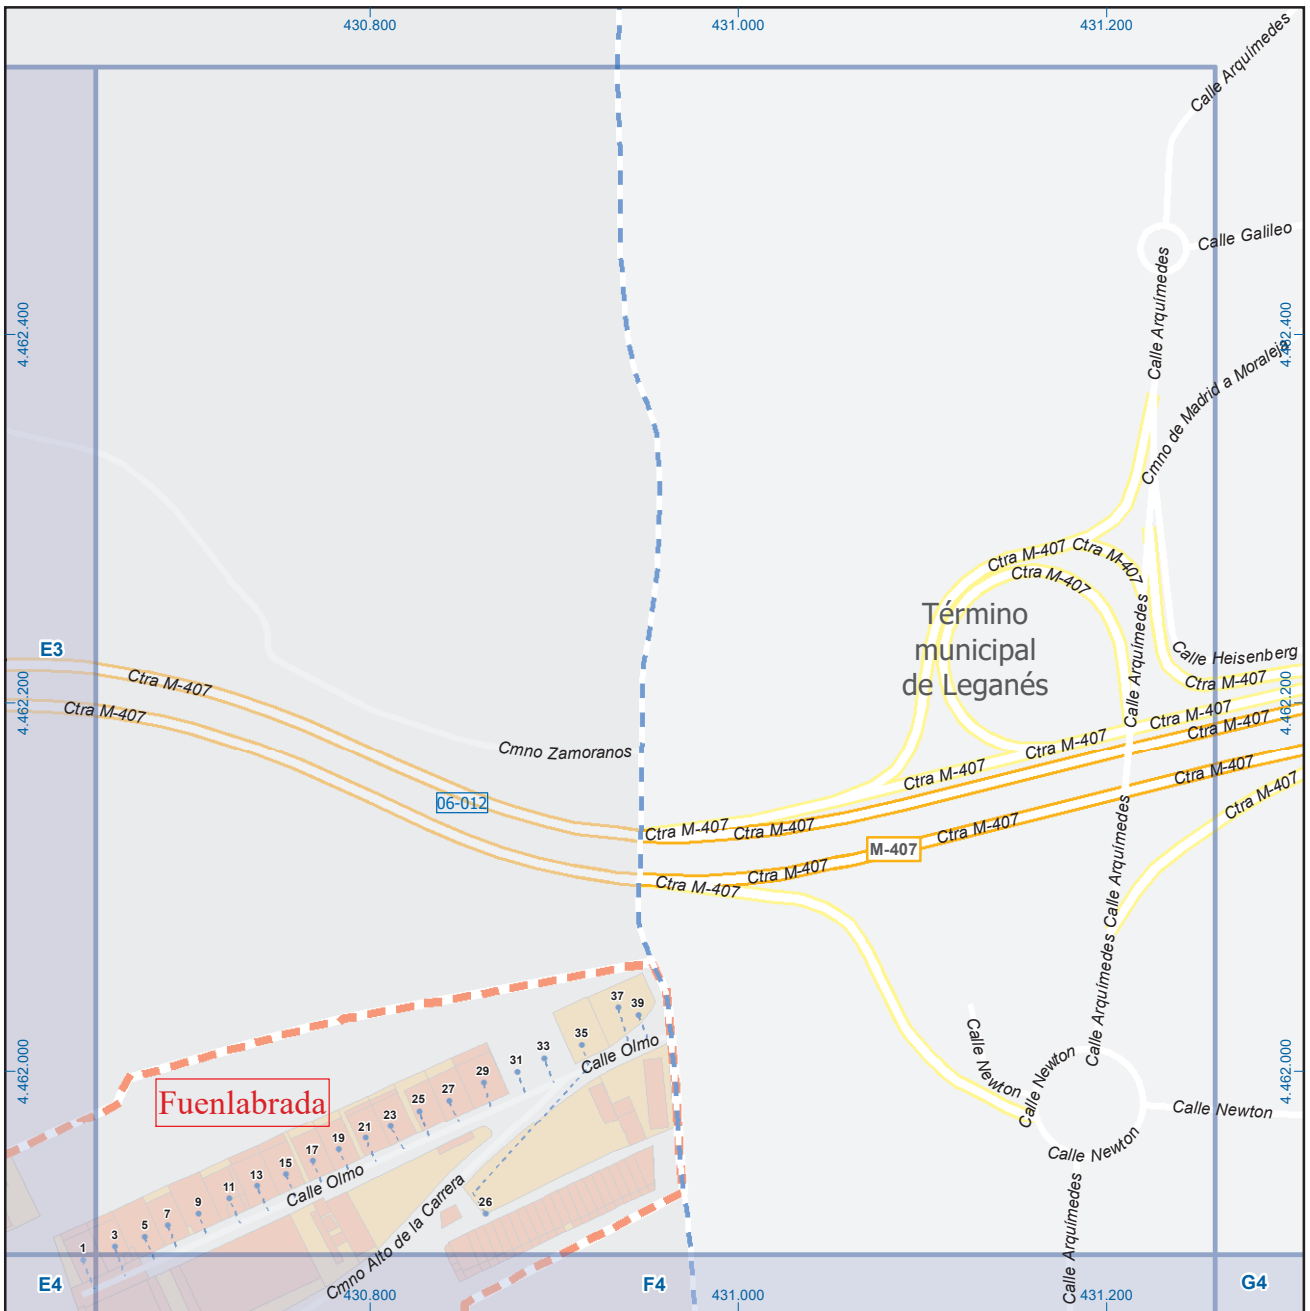 430.800
431.000
431.200
Calle Arquímedes
Calle Galileo
Calle Arquímedes
4.462.400
4.462.400
Cmno de Madrid a Moraleja
Ctra M-407
Ctra M-407
Ctra M-407
Término
municipal
de Leganés
Calle Arquímedes
E3
Calle Heisenberg
Ctra M-407
Ctra M-407
Ctra M-407
4.462.200
4.462.200
Ctra M-407
Ctra M-407
Ctra M-407
Cmno Zamoranos
Ctra M-407
Ctra M-407
Ctra M-407
06-012
Ctra M-407
Ctra M-407
Ctra M-407
M-407
Ctra M-407
Ctra M-407
Calle Arquímedes
Calle Arquímedes
37
39
35
Calle Olmo
33
31
29
27
25
23
21
19
17
15
13
11
9
7
5
3
1
Calle Olmo
26
Cmno Alto de la Carrera
4.462.000
4.462.000
Fuenlabrada
Calle Newton
Calle Newton
Calle Newton
Calle Newton
Calle Arquímedes
E4
F4
G4
430.800
431.000
431.200